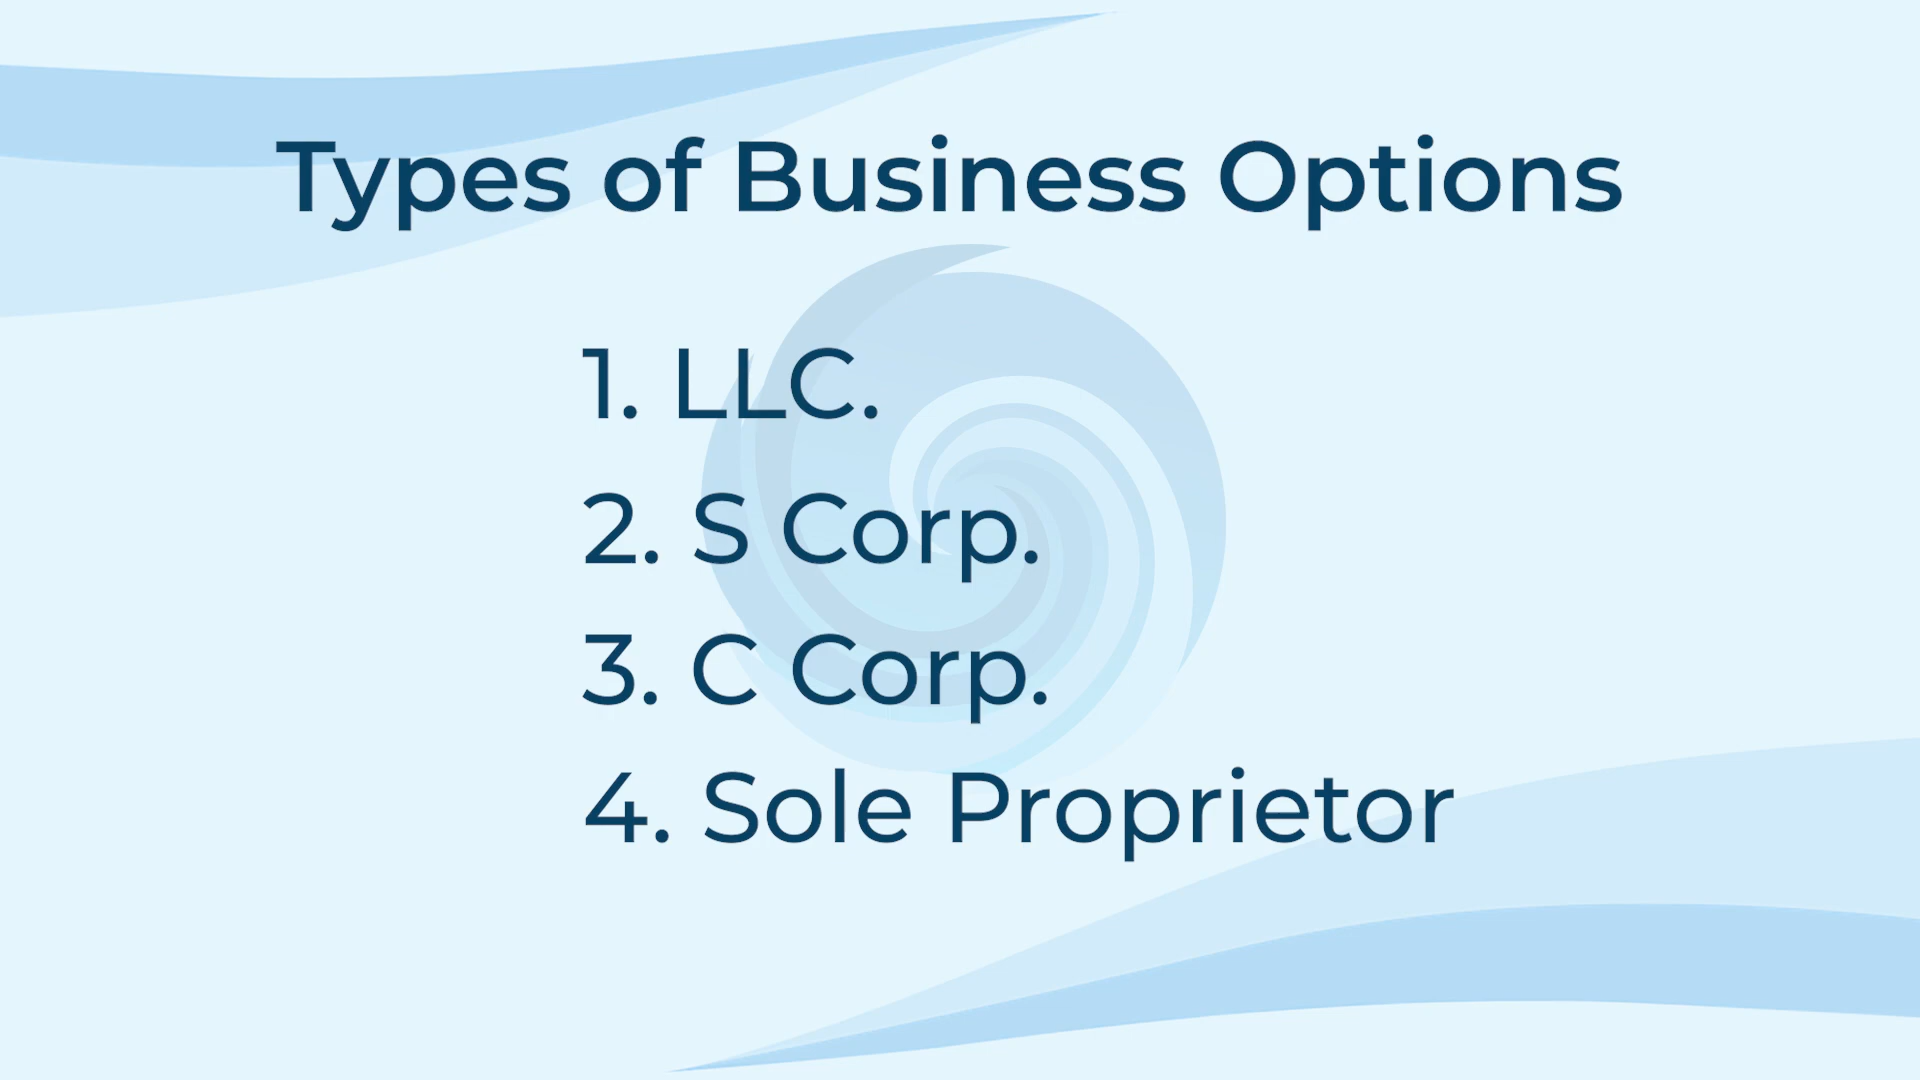 Types of Business Options
1. LLC.
2. S Corp.
3. C Corp.
4. Sole Proprietor